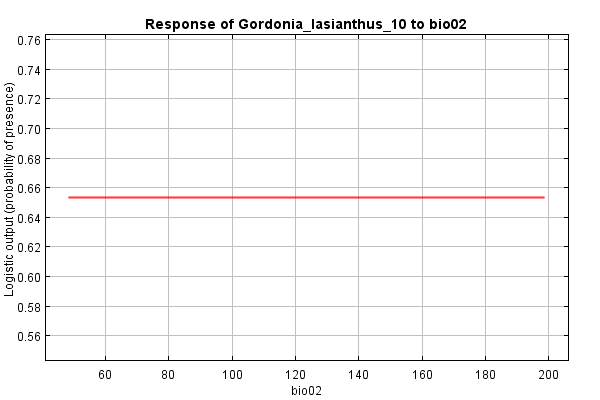 Response of Gordonia_lasianthus_10 to bio02
Logistic output (probability of presence)
0.76
0.74
0.72
0.70
0.68
0.66
0.64
0.62
0.60
0.58
0.56
60 80 100 120 140 160 180 200
bio02